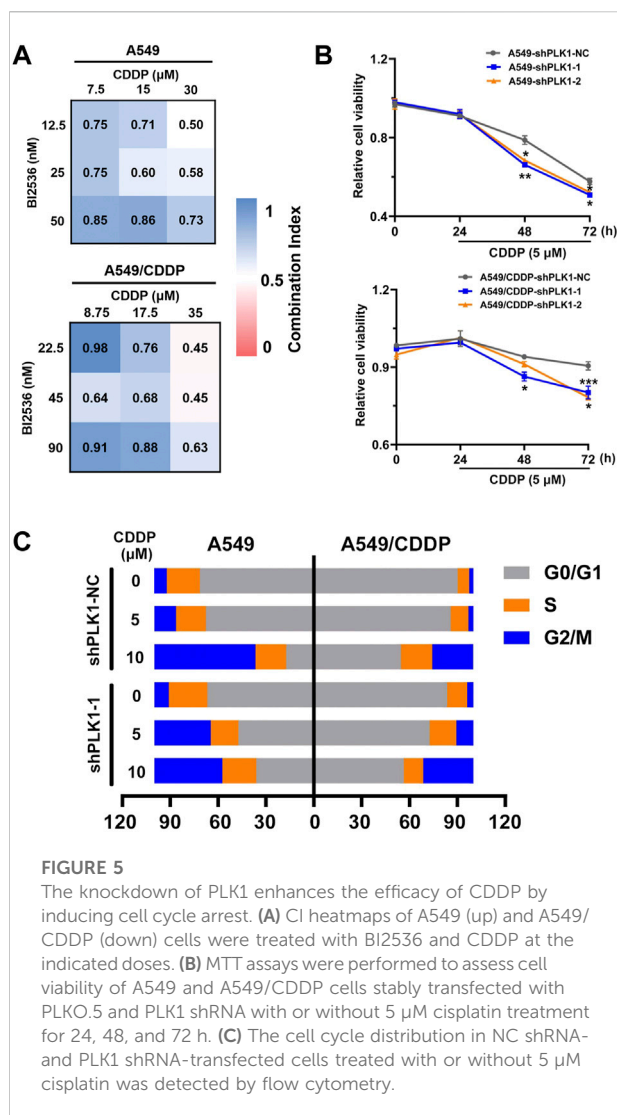 A
A549
CDDP (µM)
7.5 15 30
BI2536 (nM)
12.5 0.75 0.71 0.50
25 0.75 0.60 0.58
50 0.85 0.86 0.73
A549/CDDP
CDDP (µM)
8.75 17.5 35
BI2536 (nM)
22.5 0.98 0.76 0.45
45 0.64 0.68 0.45
90 0.91 0.88 0.63
1
0.5
0
Combination Index
B
A549-shPLK1-NC
A549-shPLK1-1
A549-shPLK1-2
Relative cell viability
1.2
0.8
0.4
*
**
*
*
0 24 48 72 (h)
CDDP (5 µM)
A549/CDDP-shPLK1-NC
A549/CDDP-shPLK1-1
A549/CDDP-shPLK1-2
Relative cell viability
1.2
0.9
0.6
*
***
*
0 24 48 72 (h)
CDDP (5 µM)
C
CDDP
(µM)
A549 A549/CDDP
shPLK1-NC
0
5
10
shPLK1-1
0
5
10
G0/G1
S
G2/M
120 90 60 30 0 30 60 90 120
FIGURE 5
The knockdown of PLK1 enhances the efficacy of CDDP by
inducing cell cycle arrest. (A) CI heatmaps of A549 (up) and A549/
CDDP (down) cells were treated with BI2536 and CDDP at the
indicated doses. (B) MTT assays were performed to assess cell
viability of A549 and A549/CDDP cells stably transfected with
PLKO.5 and PLK1 shRNA with or without 5 µM cisplatin treatment
for 24, 48, and 72 h. (C) The cell cycle distribution in NC shRNA-
and PLK1 shRNA-transfected cells treated with or without 5 µM
cisplatin was detected by flow cytometry.